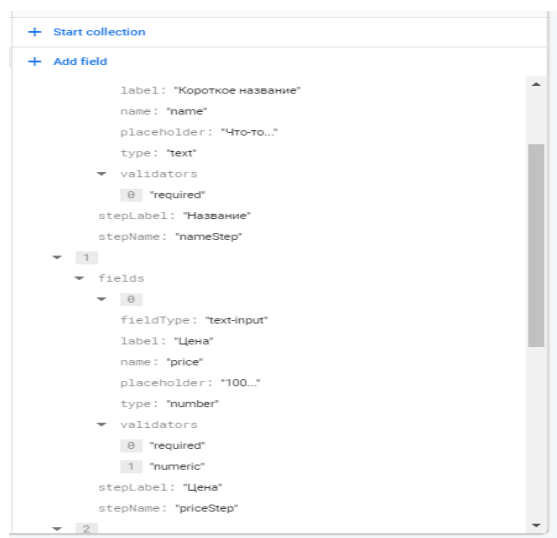 + Start collection
+ Add field
label: "Короткое название"
name: "name"
placeholder: "Что-то..."
type: "text"
validators
0 "required"
stepLabel: "Название"
stepName: "nameStep"
1
fields
0
fieldType: "text-input"
label: "Цена"
name: "price"
placeholder: "100..."
type: "number"
validators
0 "required"
1 "numeric"
stepLabel: "Цена"
stepName: "priceStep"
2